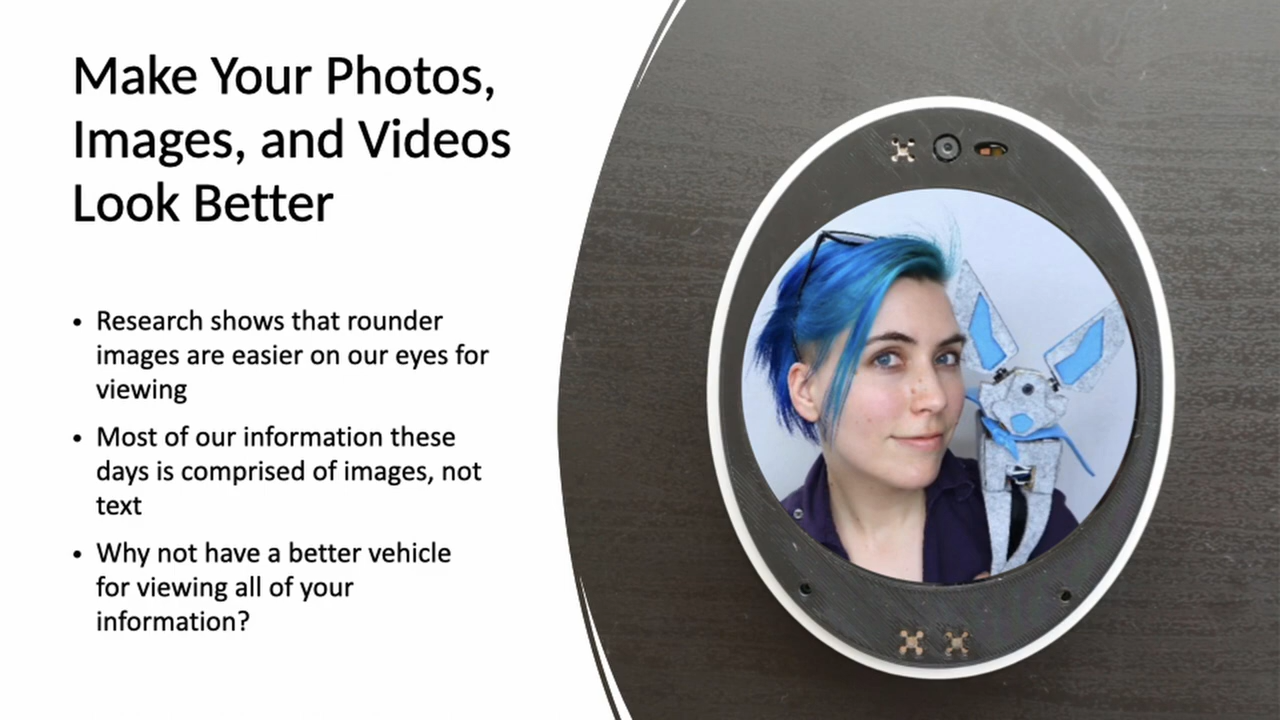 Make Your Photos,
Images, and Videos
Look Better
• Research shows that rounder
images are easier on our eyes for
viewing
• Most of our information these
days is comprised of images, not
text
• Why not have a better vehicle
for viewing all of your
information?